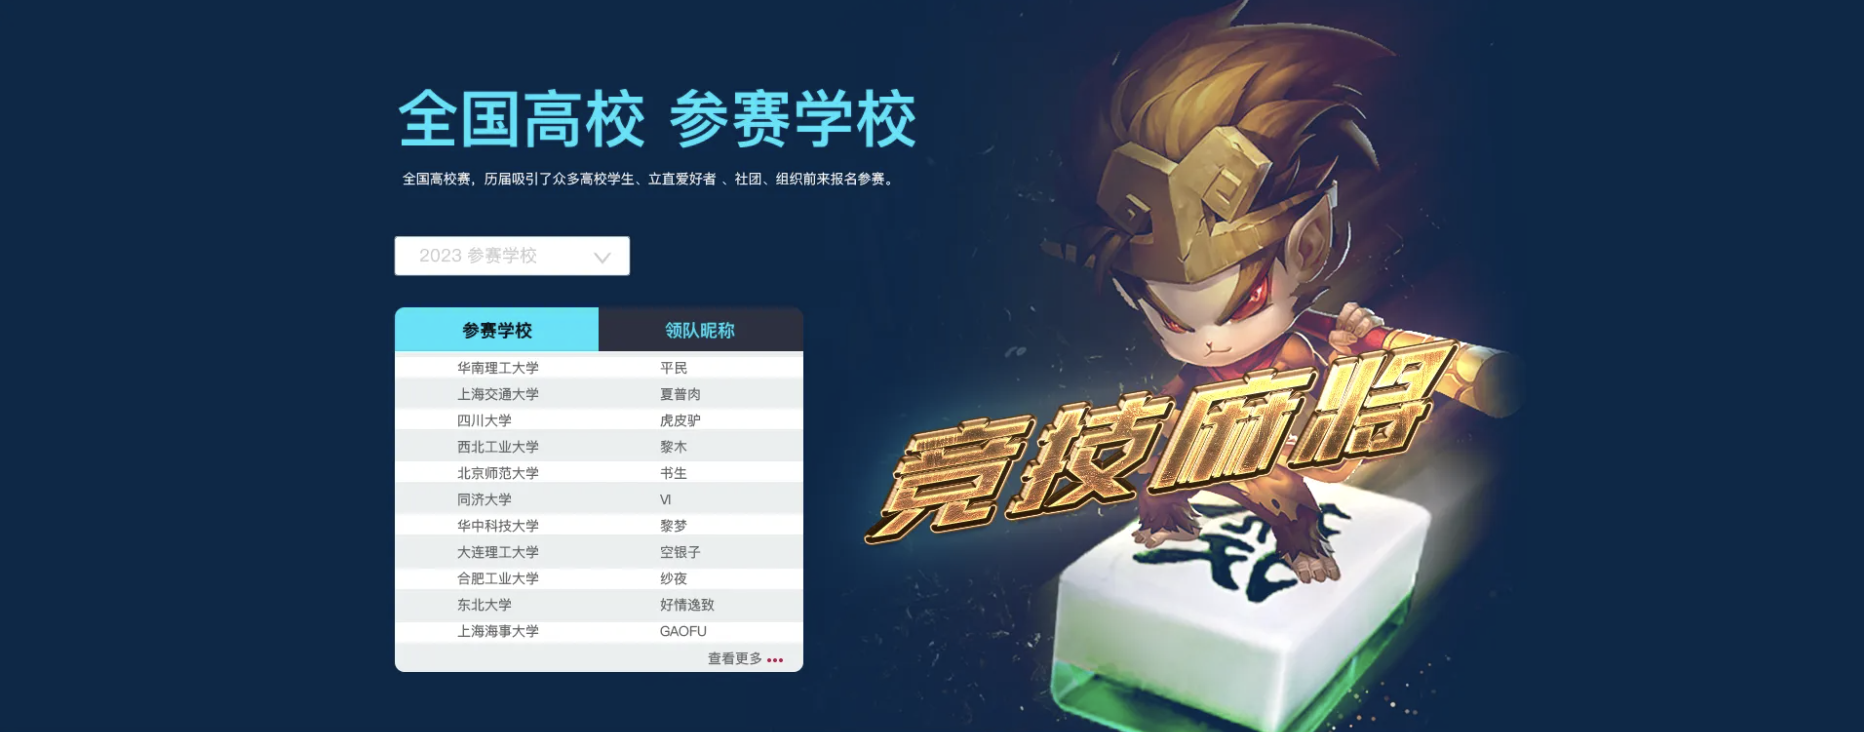 全国高校 参赛学校
全国高校赛，历届吸引了众多高校学生、立直爱好者 、社团、组织前来报名参赛。
2023 参赛学校
参赛学校 领队昵称
华南理工大学 平民
上海交通大学 夏普肉
四川大学 虎皮驴
西北工业大学 黎木
北京师范大学 书生
同济大学 VI
华中科技大学 黎梦
大连理工大学 空银子
合肥工业大学 纱夜
东北大学 好情逸致
上海海事大学 GAOFU
查看更多
竞技麻将